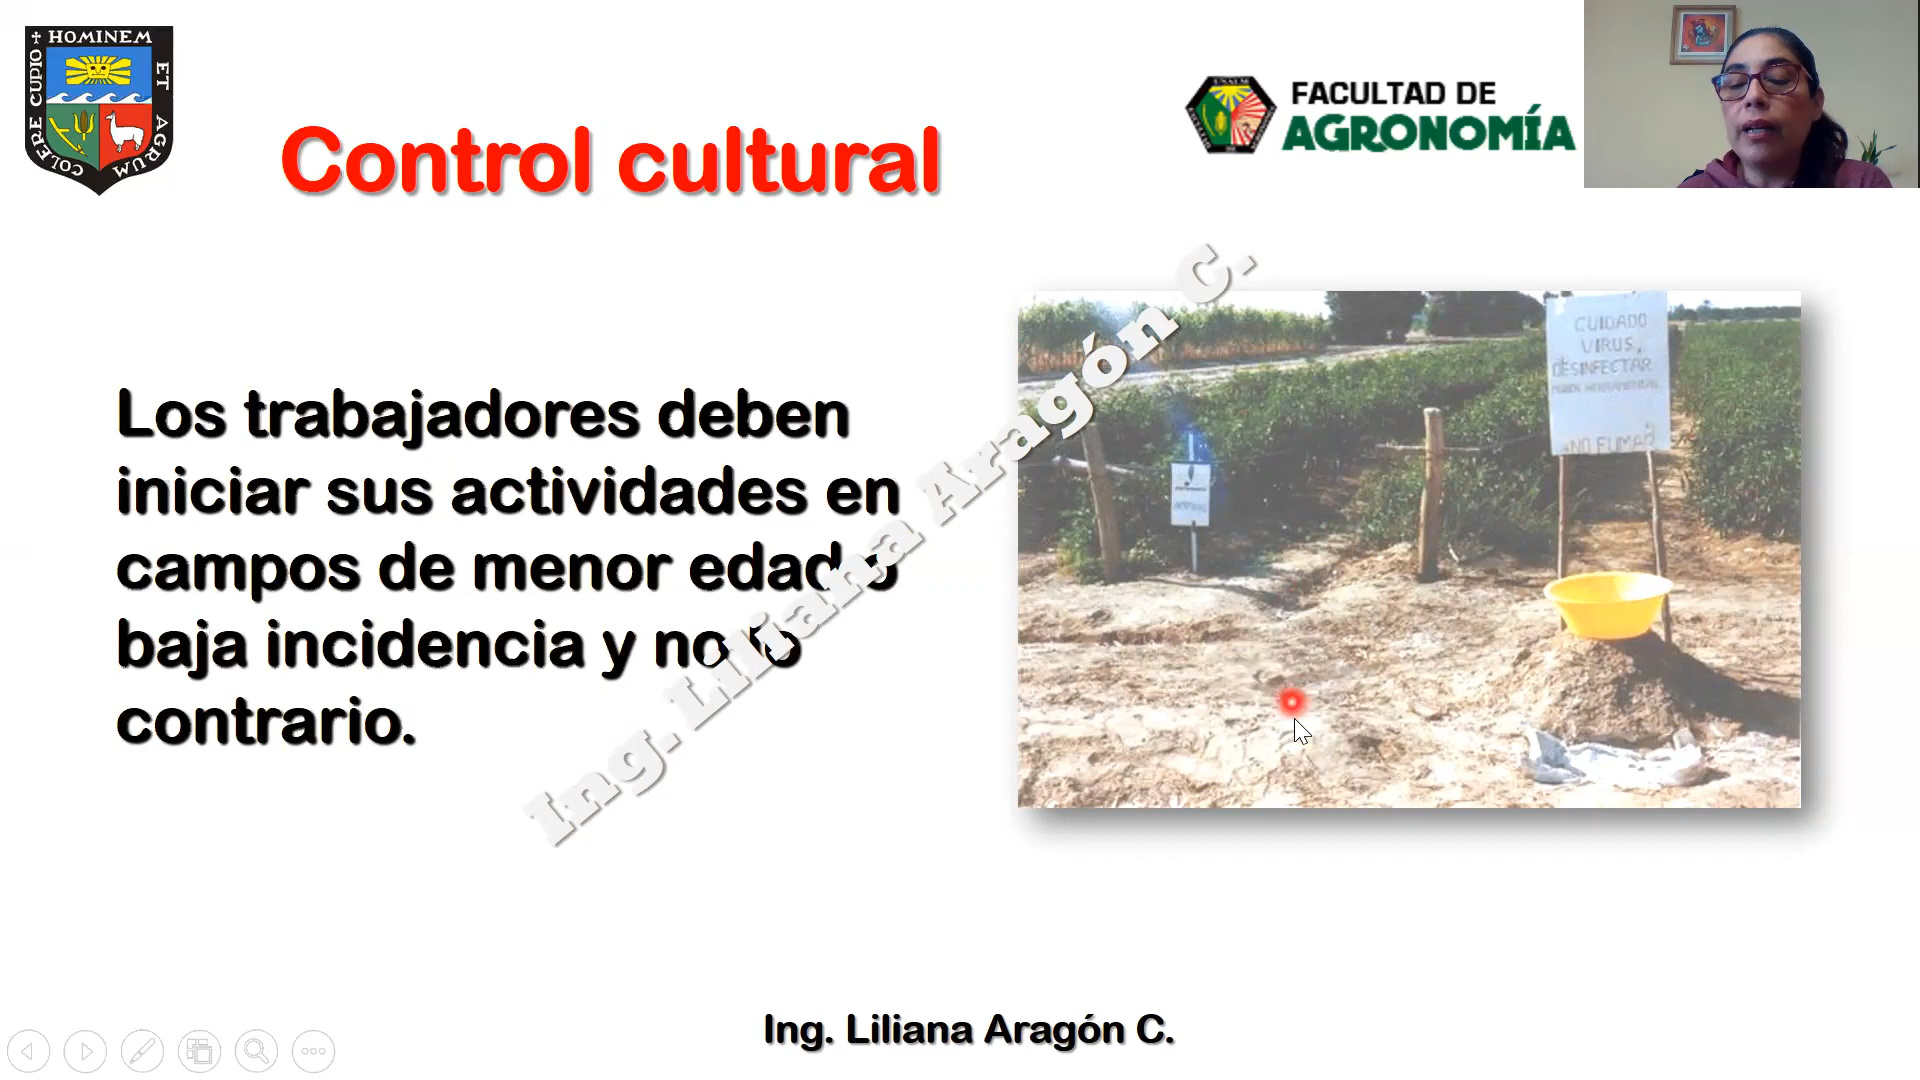 COLERE CUPIO ✝ HOMINEM ET AGRUM
Control cultural
FACULTAD DE
AGRONOMÍA
Los trabajadores deben
iniciar sus actividades en
campos de menor edad o
baja incidencia y no lo
contrario.
Ing. Liliana Aragón C.
CUIDADO
VIRUS,
DESINFECTAR
NO FUMAR
Ing. Liliana Aragón C.